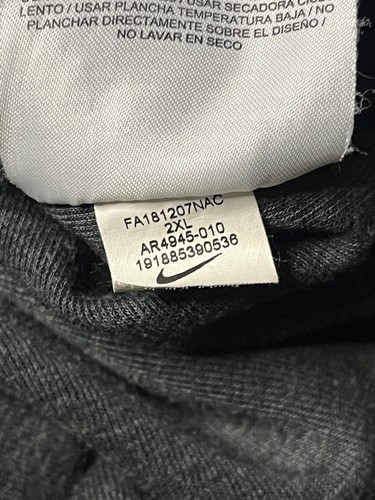 LENTO / USAR PLANCHA TEMPERATURA BAJA / NO
PLANCHAR DIRECTAMENTE SOBRE EL DISEÑO /
NO LAVAR EN SECO
FA181207NAC
2XL
AR4945-010
191885390536